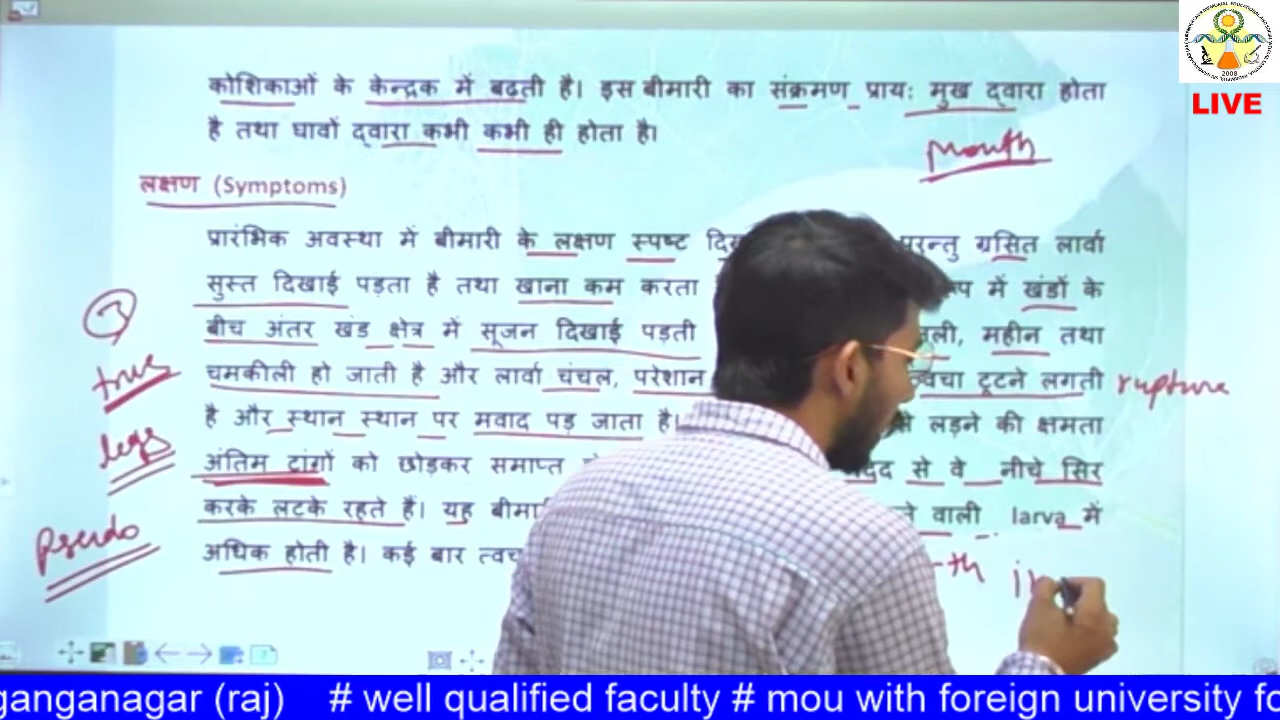 कोशिकाओं के केन्द्रक में बढ़ती है। इस बीमारी का संक्रमण प्राय: मुख द्वारा होता
है तथा घावों द्वारा कभी कभी ही होता है।
mouth
लक्षण (Symptoms)
प्रारंभिक अवस्था में बीमारी के लक्षण स्पष्ट परन्तु ग्रसित लार्वा
सुस्त दिखाई पड़ता है तथा खाना कम करता में खंडों के
बीच अंतर खंड क्षेत्र में सूजन दिखाई पड़ती महीन तथा
true
चमकीली हो जाती है और लार्वा चंचल, परेशान त्वचा टूटने लगती rupture
है और स्थान स्थान पर मवाद पड़ जाता है। से लड़ने की क्षमता
legs
अंतिम टांगों को छोड़कर समाप्त मदद से वे नीचे सिर
करके लटके रहते हैं। यह वाली larva में
Pseudo
अधिक होती है। कई बार
th
LIVE
2008
ganganagar (raj) # well qualified faculty # mou with foreign university